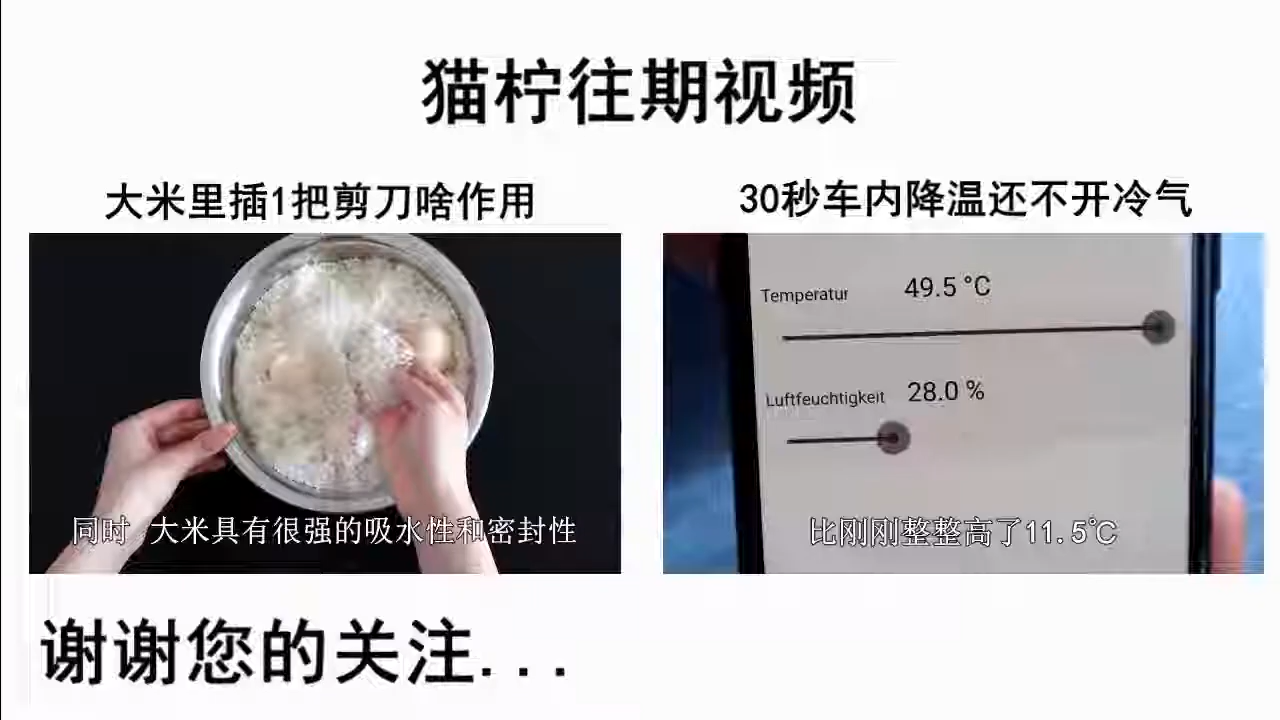 猫柠往期视频
大米里插1把剪刀啥作用
30秒车内降温还不开冷气
同时 大米具有很强的吸水性和密封性
Temperatur 49.5 °C
Luftfeuchtigkeit 28.0 %
比刚刚整整高了11.5℃
谢谢您的关注...